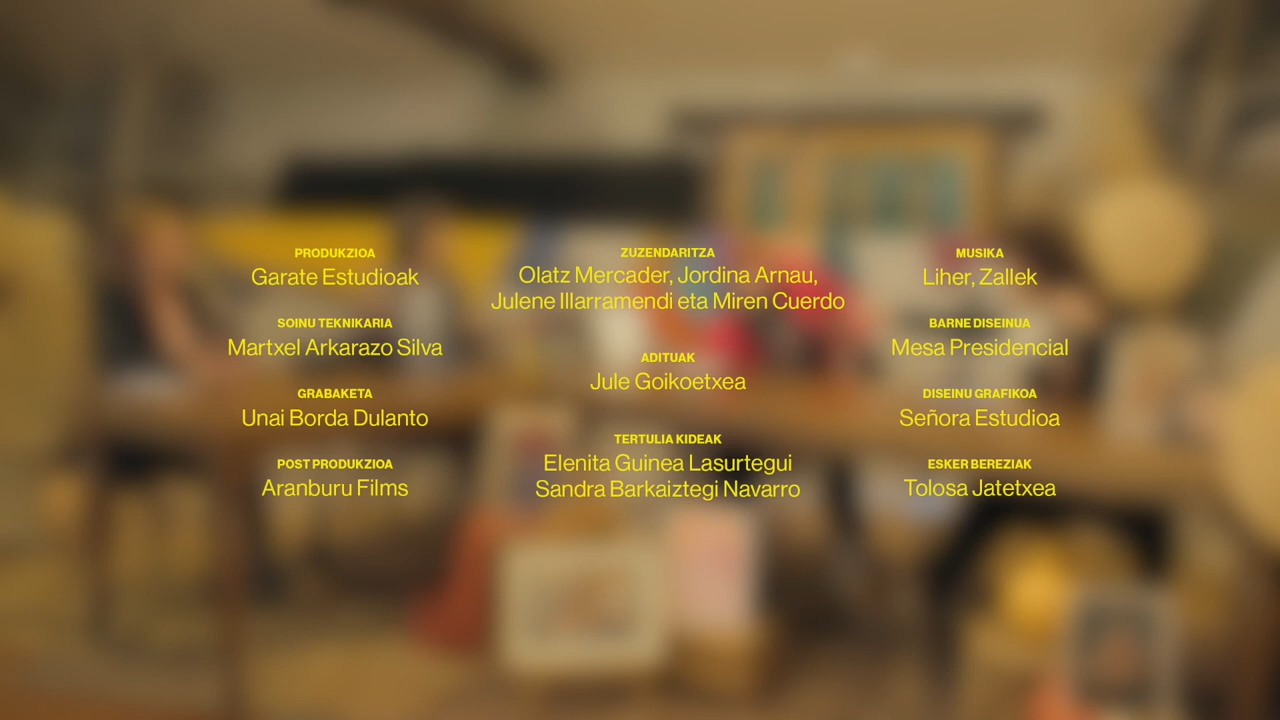 PRODUKZIOA
Garate Estudioak
SOINU TEKNIKARIA
Martxel Arkarazo Silva
GRABAKETA
Unai Borda Dulanto
POST PRODUKZIOA
Aranburu Films
ZUZENDARITZA
Olatz Mercader, Jordina Arnau,
Julene Illarramendi eta Miren Cuerdo
ADITUAK
Jule Goikoetxea
TERTULIA KIDEAK
Elenita Guinea Lasurtegui
Sandra Barkaiztegi Navarro
MUSIKA
Liher, Zallek
BARNE DISEINUA
Mesa Presidencial
DISEINU GRAFIKOA
Señora Estudioa
ESKER BEREZIAK
Tolosa Jatetxea